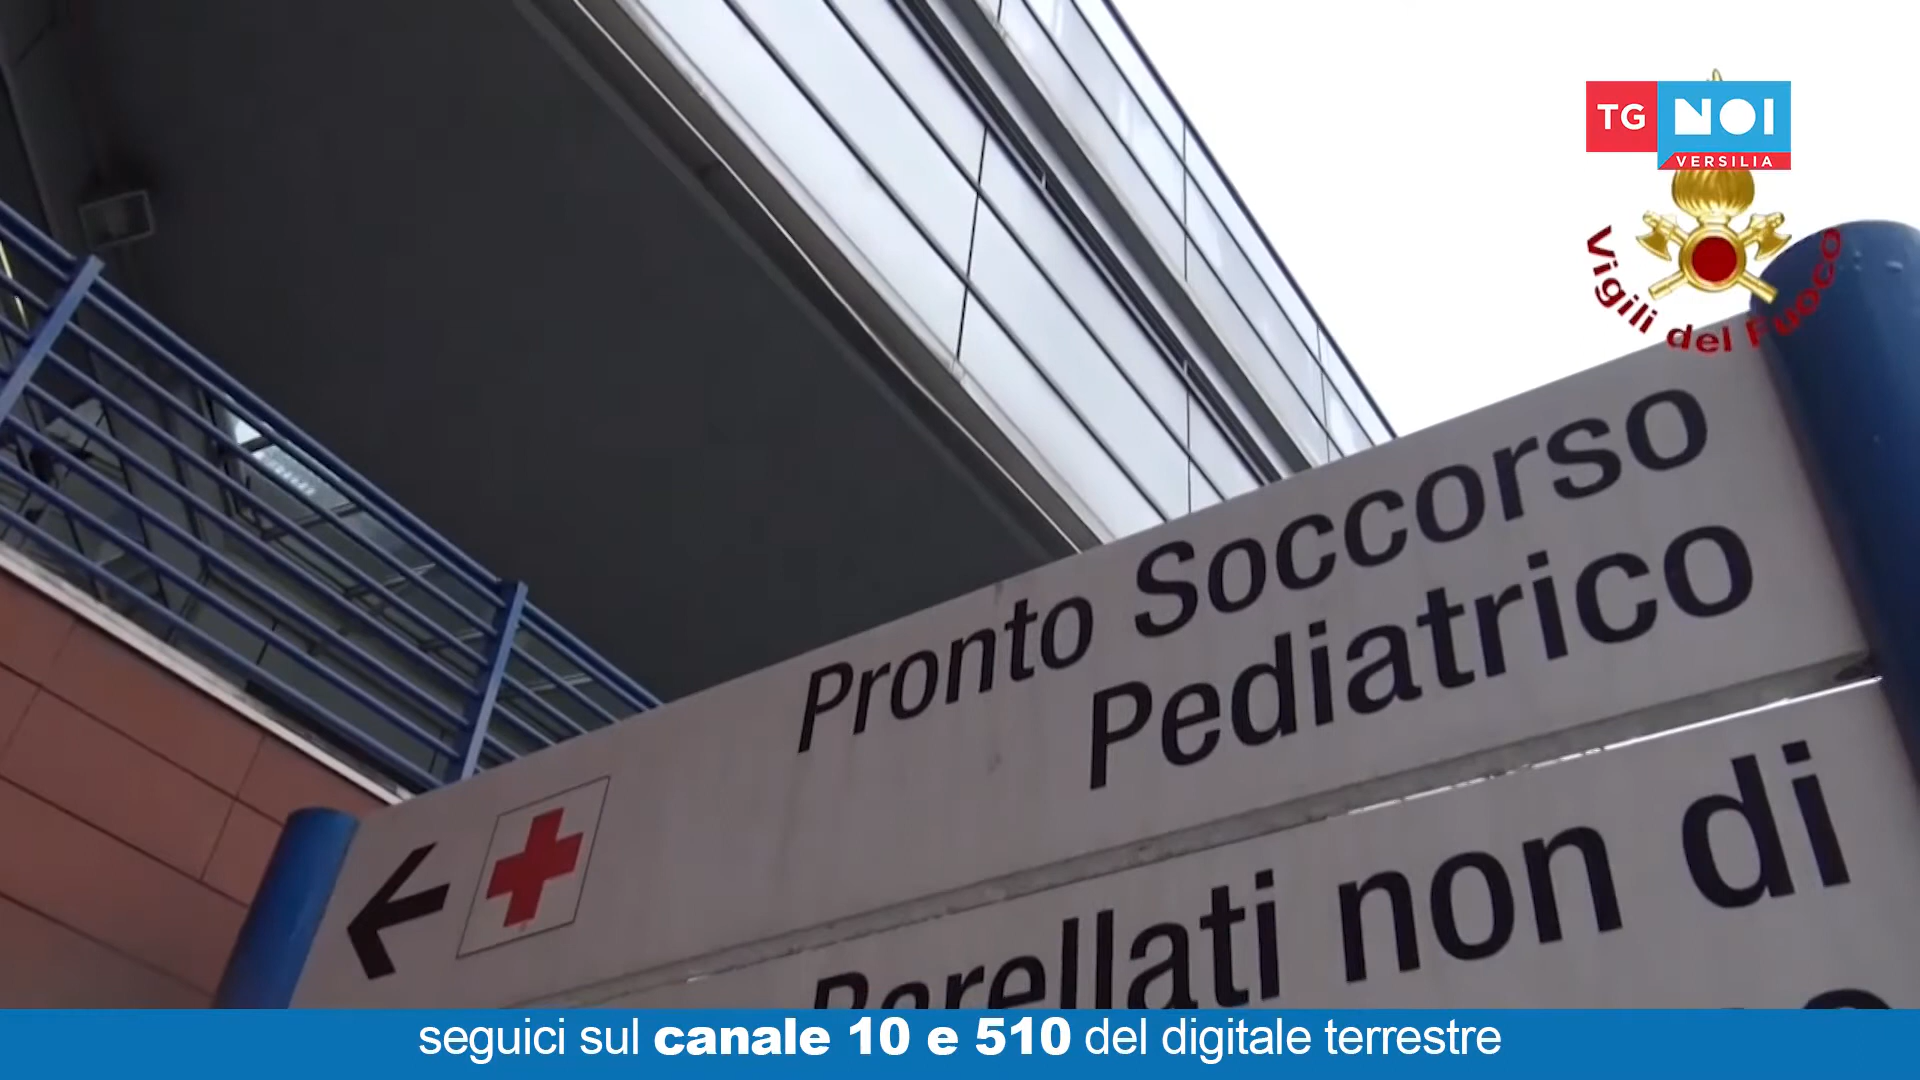 TG NOI
VERSILIA
Vigili del Fuoco
Pronto Soccorso
Pediatrico
Barellati non di
seguici sul canale 10 e 510 del digitale terrestre